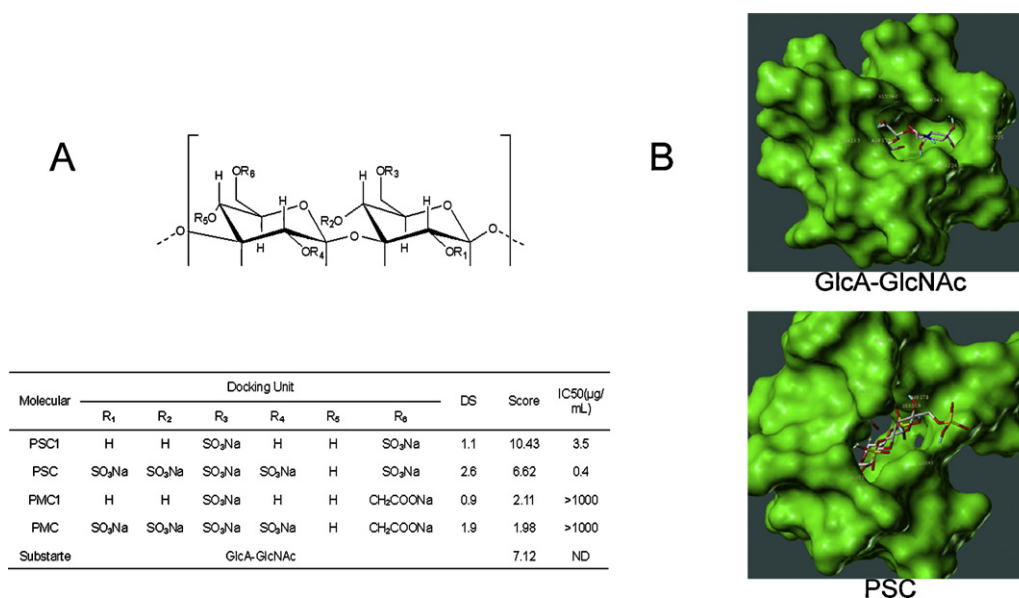 A
B
OR6
OR3
H
H
H
H
R5O
R2O
O
O
O
O
O
H
OR4
H
OR1
GlcA-GlcNAc
PSC
Docking Unit
Molecular R1 R2 R3 R4 R5 R6 DS Score IC50(μg/
mL)
PSC1 H H SO3Na H H SO3Na 1.1 10.43 3.5
PSC SO3Na SO3Na SO3Na SO3Na H SO3Na 2.6 6.62 0.4
PMC1 H H SO3Na H H CH2COONa 0.9 2.11 >1000
PMC SO3Na SO3Na SO3Na SO3Na H CH2COONa 1.9 1.98 >1000
Substarte GlcA-GlcNAc 7.12 ND